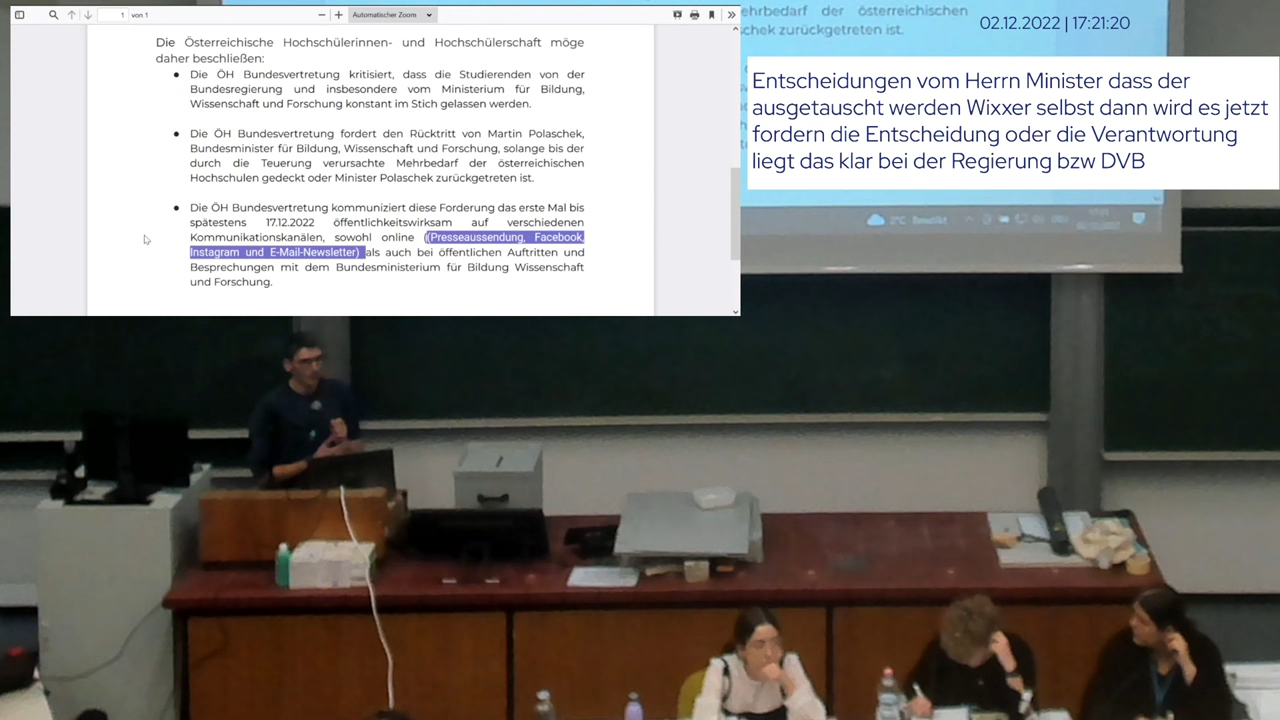 1 von 1
Automatischer Zoom
Die Österreichische Hochschülerinnen- und Hochschülerschaft möge
daher beschließen:
● Die ÖH Bundesvertretung kritisiert, dass die Studierenden von der
Bundesregierung und insbesondere vom Ministerium für Bildung,
Wissenschaft und Forschung konstant im Stich gelassen werden.
● Die ÖH Bundesvertretung fordert den Rücktritt von Martin Polaschek,
Bundesminister für Bildung, Wissenschaft und Forschung, solange bis der
durch die Teuerung verursachte Mehrbedarf der österreichischen
Hochschulen gedeckt oder Minister Polaschek zurückgetreten ist.
● Die ÖH Bundesvertretung kommuniziert diese Forderung das erste Mal bis
spätestens 17.12.2022 öffentlichkeitswirksam auf verschiedenen
Kommunikationskanälen, sowohl online ((Presseaussendung, Facebook,
Instagram und E-Mail-Newsletter) als auch bei öffentlichen Auftritten und
Besprechungen mit dem Bundesministerium für Bildung Wissenschaft
und Forschung.
ehrbedarf der österreichischen
schek zurückgetreten ist.
02.12.2022 | 17:21:20
Entscheidungen vom Herrn Minister dass der
ausgetauscht werden Wixxer selbst dann wird es jetzt
fordern die Entscheidung oder die Verantwortung
liegt das klar bei der Regierung bzw DVB